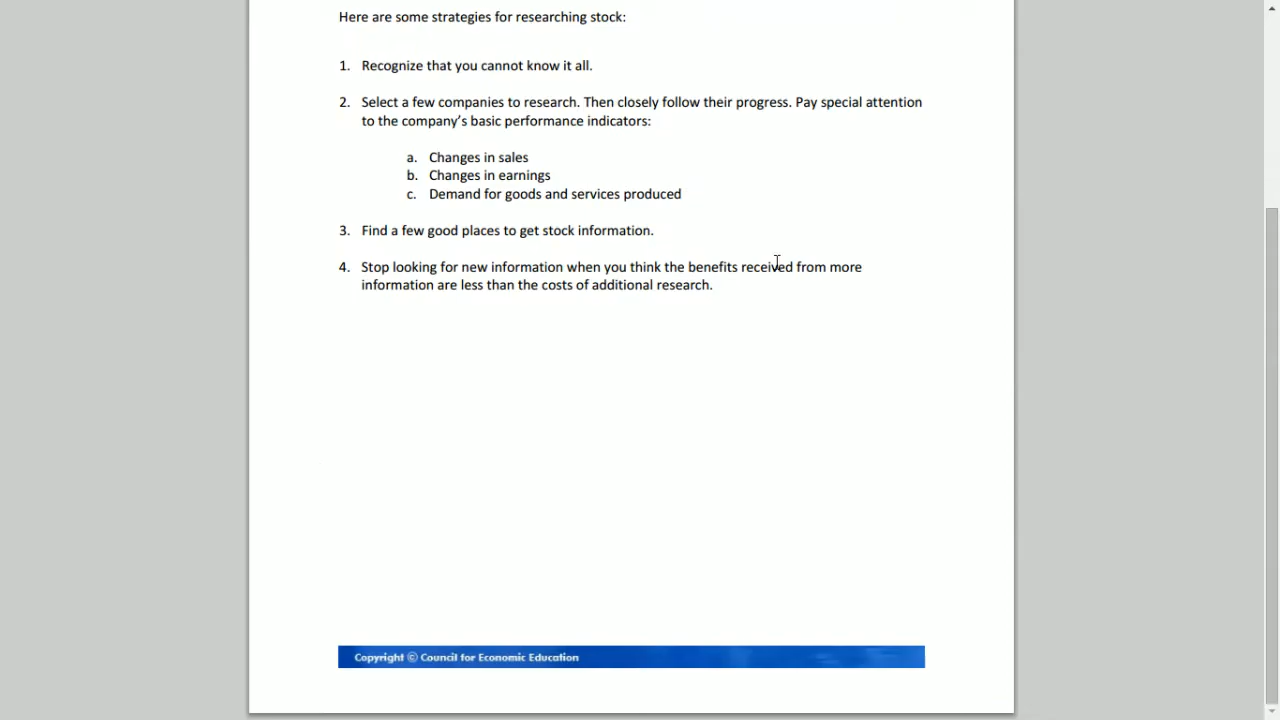 Here are some strategies for researching stock:
1. Recognize that you cannot know it all.
2. Select a few companies to research. Then closely follow their progress. Pay special attention
to the company’s basic performance indicators:
a. Changes in sales
b. Changes in earnings
c. Demand for goods and services produced
3. Find a few good places to get stock information.
4. Stop looking for new information when you think the benefits received from more
information are less than the costs of additional research.
Copyright © Council for Economic Education